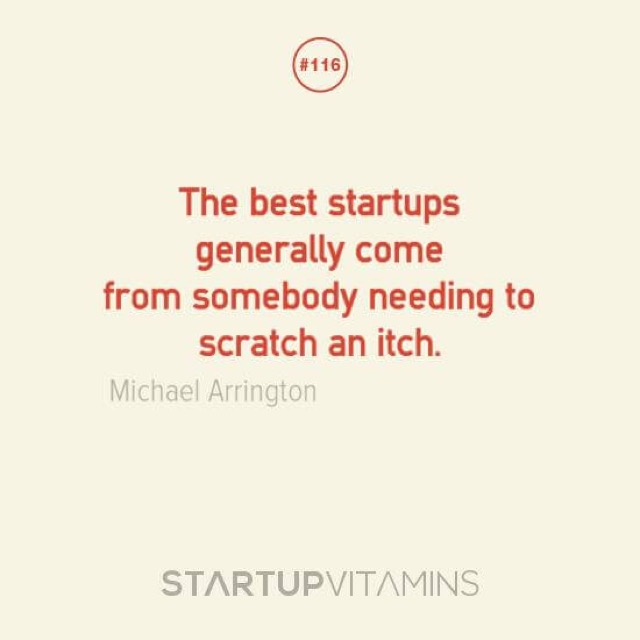 #116
The best startups
generally come
from somebody needing to
scratch an itch.
Michael Arrington
STARTUPVITAMINS